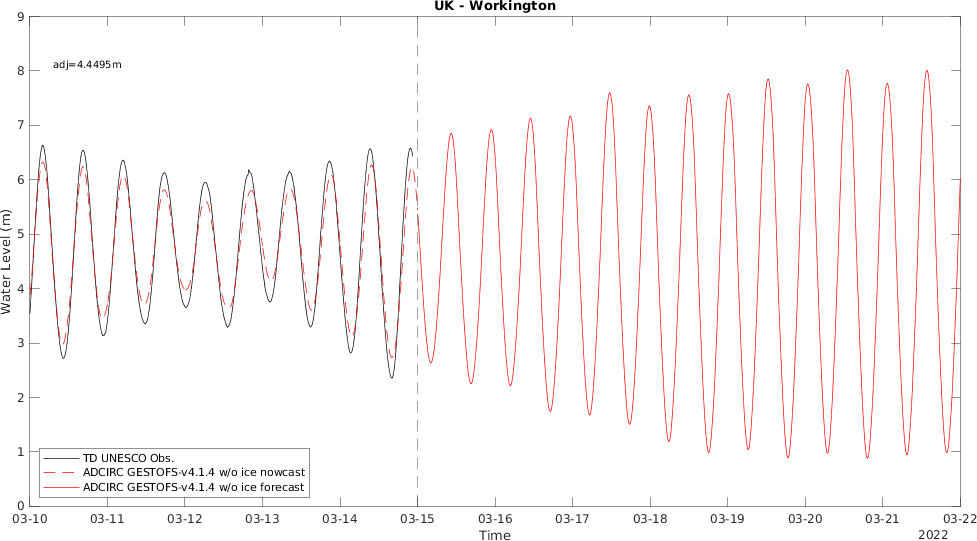 UK - Workington
9
8
7
6
5
4
3
2
1
0
Water Level (m)
adj=4.4495m
TD UNESCO Obs.
ADCIRC GESTOFS-v4.1.4 w/o ice nowcast
ADCIRC GESTOFS-v4.1.4 w/o ice forecast
03-10 03-11 03-12 03-13 03-14 03-15 03-16 03-17 03-18 03-19 03-20 03-21 03-22
Time
2022